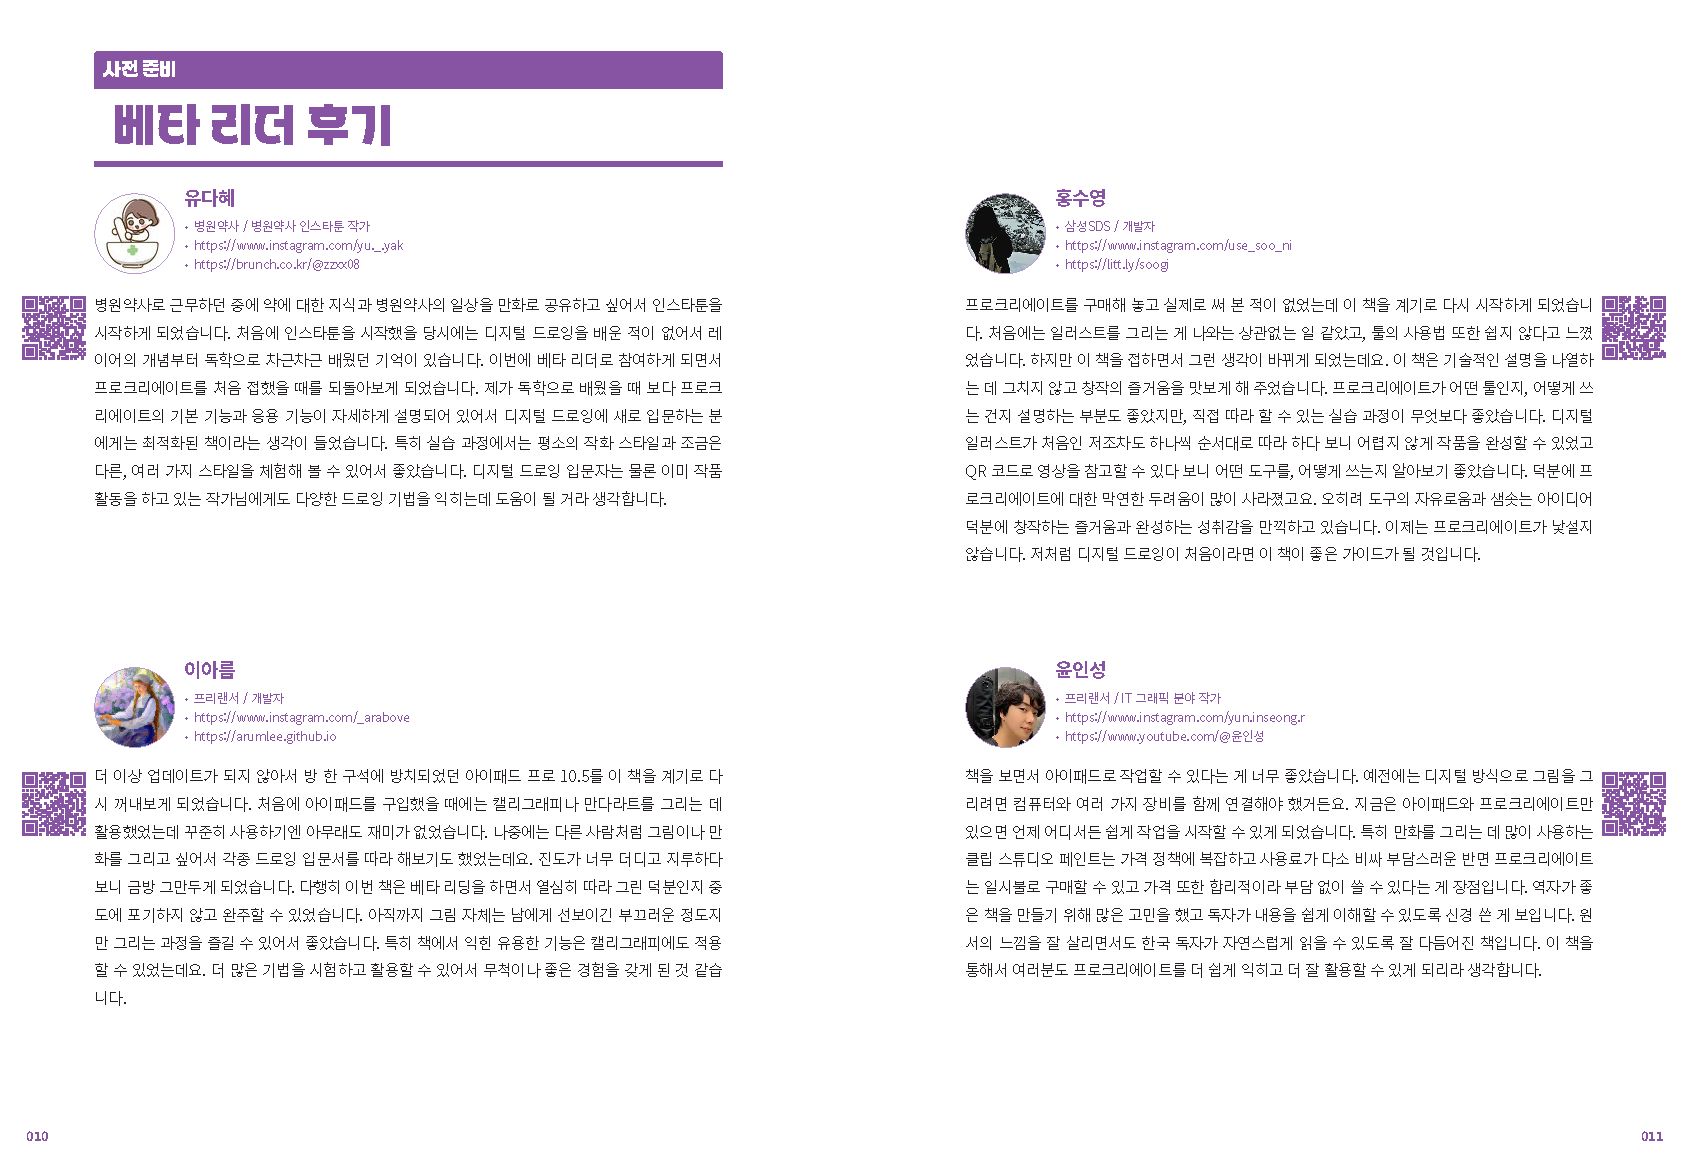 사전 준비
베타 리더 후기
유다혜
• 병원약사 / 병원약사 인스타툰 작가
• https://www.instagram.com/yu._.yak
• https://brunch.co.kr/@zzxx08
병원약사로 근무하던 중에 약에 대한 지식과 병원약사의 일상을 만화로 공유하고 싶어서 인스타툰을
시작하게 되었습니다. 처음에 인스타툰을 시작했을 당시에는 디지털 드로잉을 배운 적이 없어서 레
이어의 개념부터 독학으로 차근차근 배웠던 기억이 있습니다. 이번에 베타 리더로 참여하게 되면서
프로크리에이트를 처음 접했을 때를 되돌아보게 되었습니다. 제가 독학으로 배웠을 때 보다 프로크
리에이트의 기본 기능과 응용 기능이 자세하게 설명되어 있어서 디지털 드로잉에 새로 입문하는 분
에게는 최적화된 책이라는 생각이 들었습니다. 특히 실습 과정에서는 평소의 작화 스타일과 조금은
다른, 여러 가지 스타일을 체험해 볼 수 있어서 좋았습니다. 디지털 드로잉 입문자는 물론 이미 작품
활동을 하고 있는 작가님에게도 다양한 드로잉 기법을 익히는데 도움이 될 거라 생각합니다.
이아름
• 프리랜서 / 개발자
• https://www.instagram.com/_arabove
• https://arumlee.github.io
더 이상 업데이트가 되지 않아서 방 한 구석에 방치되었던 아이패드 프로 10.5를 이 책을 계기로 다
시 꺼내보게 되었습니다. 처음에 아이패드를 구입했을 때에는 캘리그래피나 만다라트를 그리는 데
활용했었는데 꾸준히 사용하기엔 아무래도 재미가 없었습니다. 나중에는 다른 사람처럼 그림이나 만
화를 그리고 싶어서 각종 드로잉 입문서를 따라 해보기도 했었는데요. 진도가 너무 더디고 지루하다
보니 금방 그만두게 되었습니다. 다행히 이번 책은 베타 리딩을 하면서 열심히 따라 그린 덕분인지 중
도에 포기하지 않고 완주할 수 있었습니다. 아직까지 그림 자체는 남에게 선보이긴 부끄러운 정도지
만 그리는 과정을 즐길 수 있어서 좋았습니다. 특히 책에서 익힌 유용한 기능은 캘리그래피에도 적용
할 수 있었는데요. 더 많은 기법을 시험하고 활용할 수 있어서 무척이나 좋은 경험을 갖게 된 것 같습
니다.
010
홍수영
• 삼성SDS / 개발자
• https://www.instagram.com/use_soo_ni
• https://litt.ly/soogi
프로크리에이트를 구매해 놓고 실제로 써 본 적이 없었는데 이 책을 계기로 다시 시작하게 되었습니
다. 처음에는 일러스트를 그리는 게 나와는 상관없는 일 같았고, 툴의 사용법 또한 쉽지 않다고 느꼈
었습니다. 하지만 이 책을 접하면서 그런 생각이 바뀌게 되었는데요. 이 책은 기술적인 설명을 나열하
는 데 그치지 않고 창작의 즐거움을 맛보게 해 주었습니다. 프로크리에이트가 어떤 툴인지, 어떻게 쓰
는 건지 설명하는 부분도 좋았지만, 직접 따라 할 수 있는 실습 과정이 무엇보다 좋았습니다. 디지털
일러스트가 처음인 저조차도 하나씩 순서대로 따라 하다 보니 어렵지 않게 작품을 완성할 수 있었고
QR 코드로 영상을 참고할 수 있다 보니 어떤 도구를, 어떻게 쓰는지 알아보기 좋았습니다. 덕분에 프
로크리에이트에 대한 막연한 두려움이 많이 사라졌고요. 오히려 도구의 자유로움과 샘솟는 아이디어
덕분에 창작하는 즐거움과 완성하는 성취감을 만끽하고 있습니다. 이제는 프로크리에이트가 낯설지
않습니다. 저처럼 디지털 드로잉이 처음이라면 이 책이 좋은 가이드가 될 것입니다.
윤인성
• 프리랜서 / IT 그래픽 분야 작가
• https://www.instagram.com/yun.inseong.r
• https://www.youtube.com/@윤인성
책을 보면서 아이패드로 작업할 수 있다는 게 너무 좋았습니다. 예전에는 디지털 방식으로 그림을 그
리려면 컴퓨터와 여러 가지 장비를 함께 연결해야 했거든요. 지금은 아이패드와 프로크리에이트만
있으면 언제 어디서든 쉽게 작업을 시작할 수 있게 되었습니다. 특히 만화를 그리는 데 많이 사용하는
클립 스튜디오 페인트는 가격 정책에 복잡하고 사용료가 다소 비싸 부담스러운 반면 프로크리에이트
는 일시불로 구매할 수 있고 가격 또한 합리적이라 부담 없이 쓸 수 있다는 게 장점입니다. 역자가 좋
은 책을 만들기 위해 많은 고민을 했고 독자가 내용을 쉽게 이해할 수 있도록 신경 쓴 게 보입니다. 원
서의 느낌을 잘 살리면서도 한국 독자가 자연스럽게 읽을 수 있도록 잘 다듬어진 책입니다. 이 책을
통해서 여러분도 프로크리에이트를 더 쉽게 익히고 더 잘 활용할 수 있게 되리라 생각합니다.
011